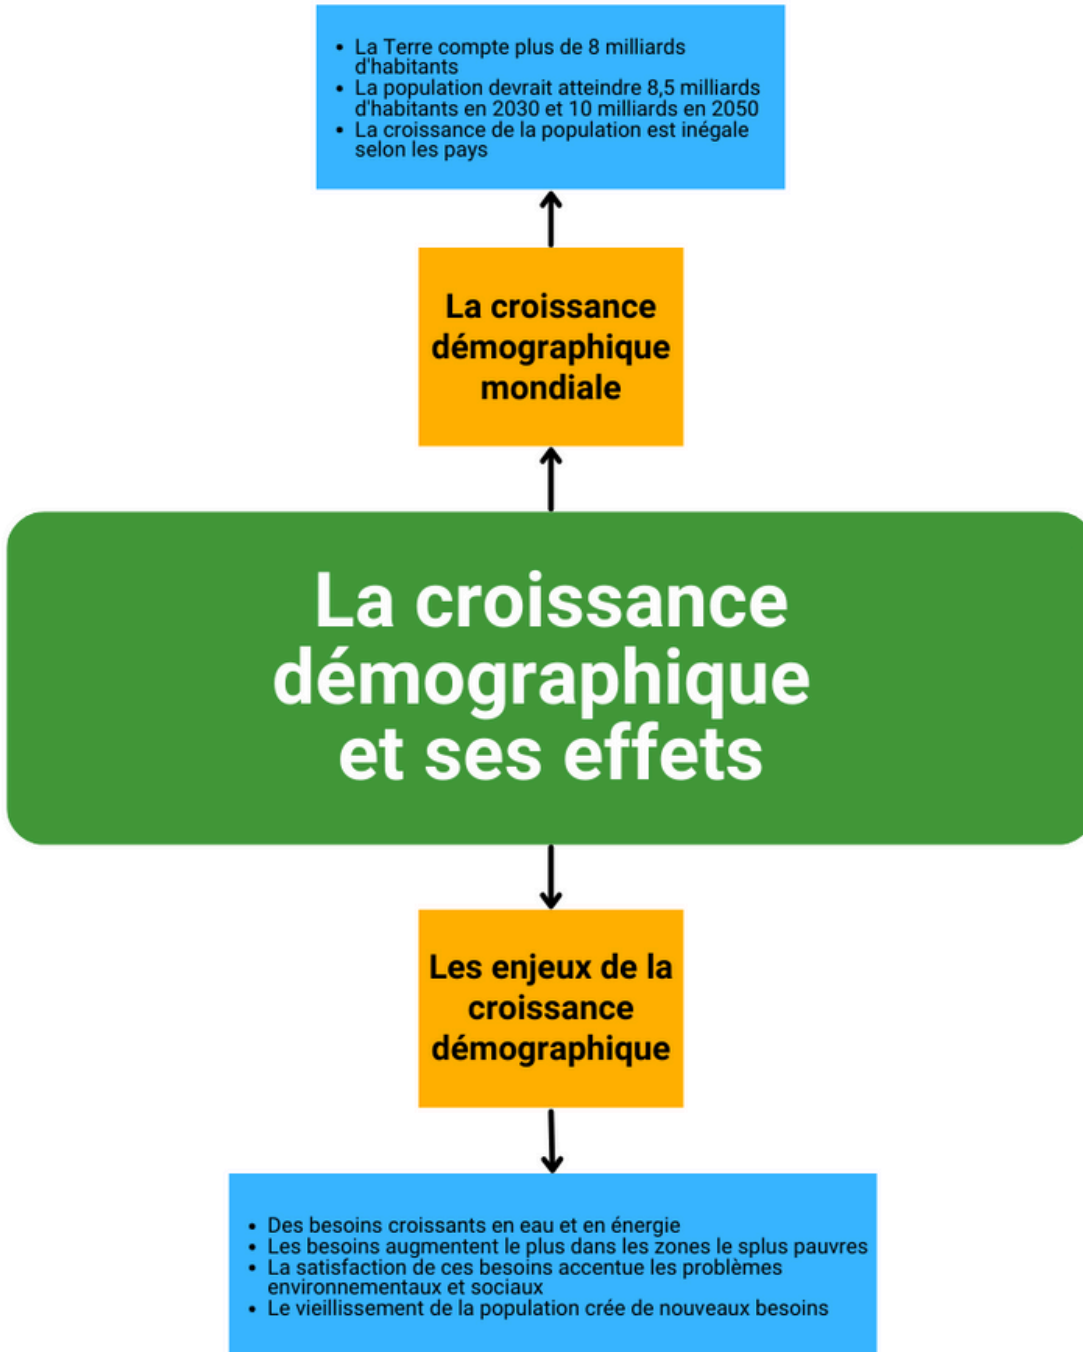 • La Terre compte plus de 8 milliards
d'habitants
• La population devrait atteindre 8,5 milliards
d'habitants en 2030 et 10 milliards en 2050
• La croissance de la population est inégale
selon les pays
La croissance
démographique
mondiale
La croissance
démographique
et ses effets
Les enjeux de la
croissance
démographique
• Des besoins croissants en eau et en énergie
• Les besoins augmentent le plus dans les zones le splus pauvres
• La satisfaction de ces besoins accentue les problèmes
environnementaux et sociaux
• Le vieillissement de la population crée de nouveaux besoins